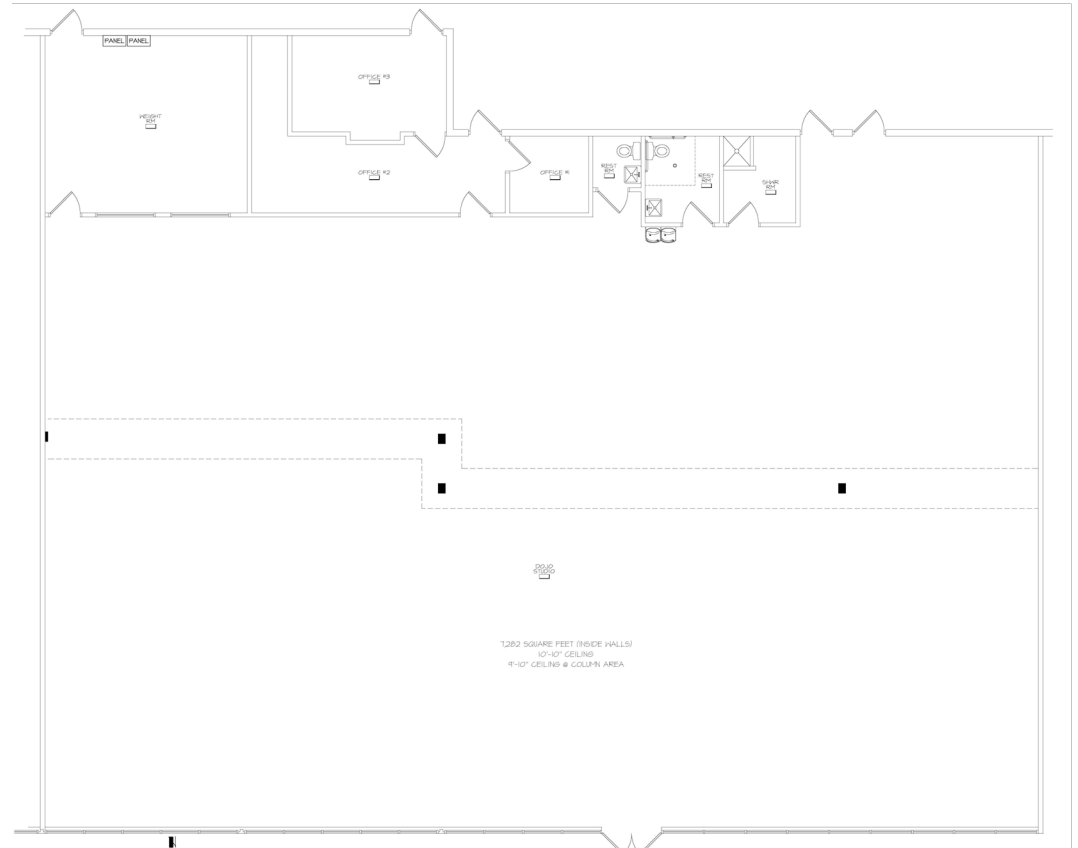 PANEL PANEL
OFFICE #3
WEIGHT
RM
OFFICE #2
OFFICE #1
REST
RM
REST
RM
SHWR
RM
DOJO
STUDIO
7,282 SQUARE FEET (INSIDE WALLS)
10'-10" CEILING
9'-10" CEILING @ COLUMN AREA